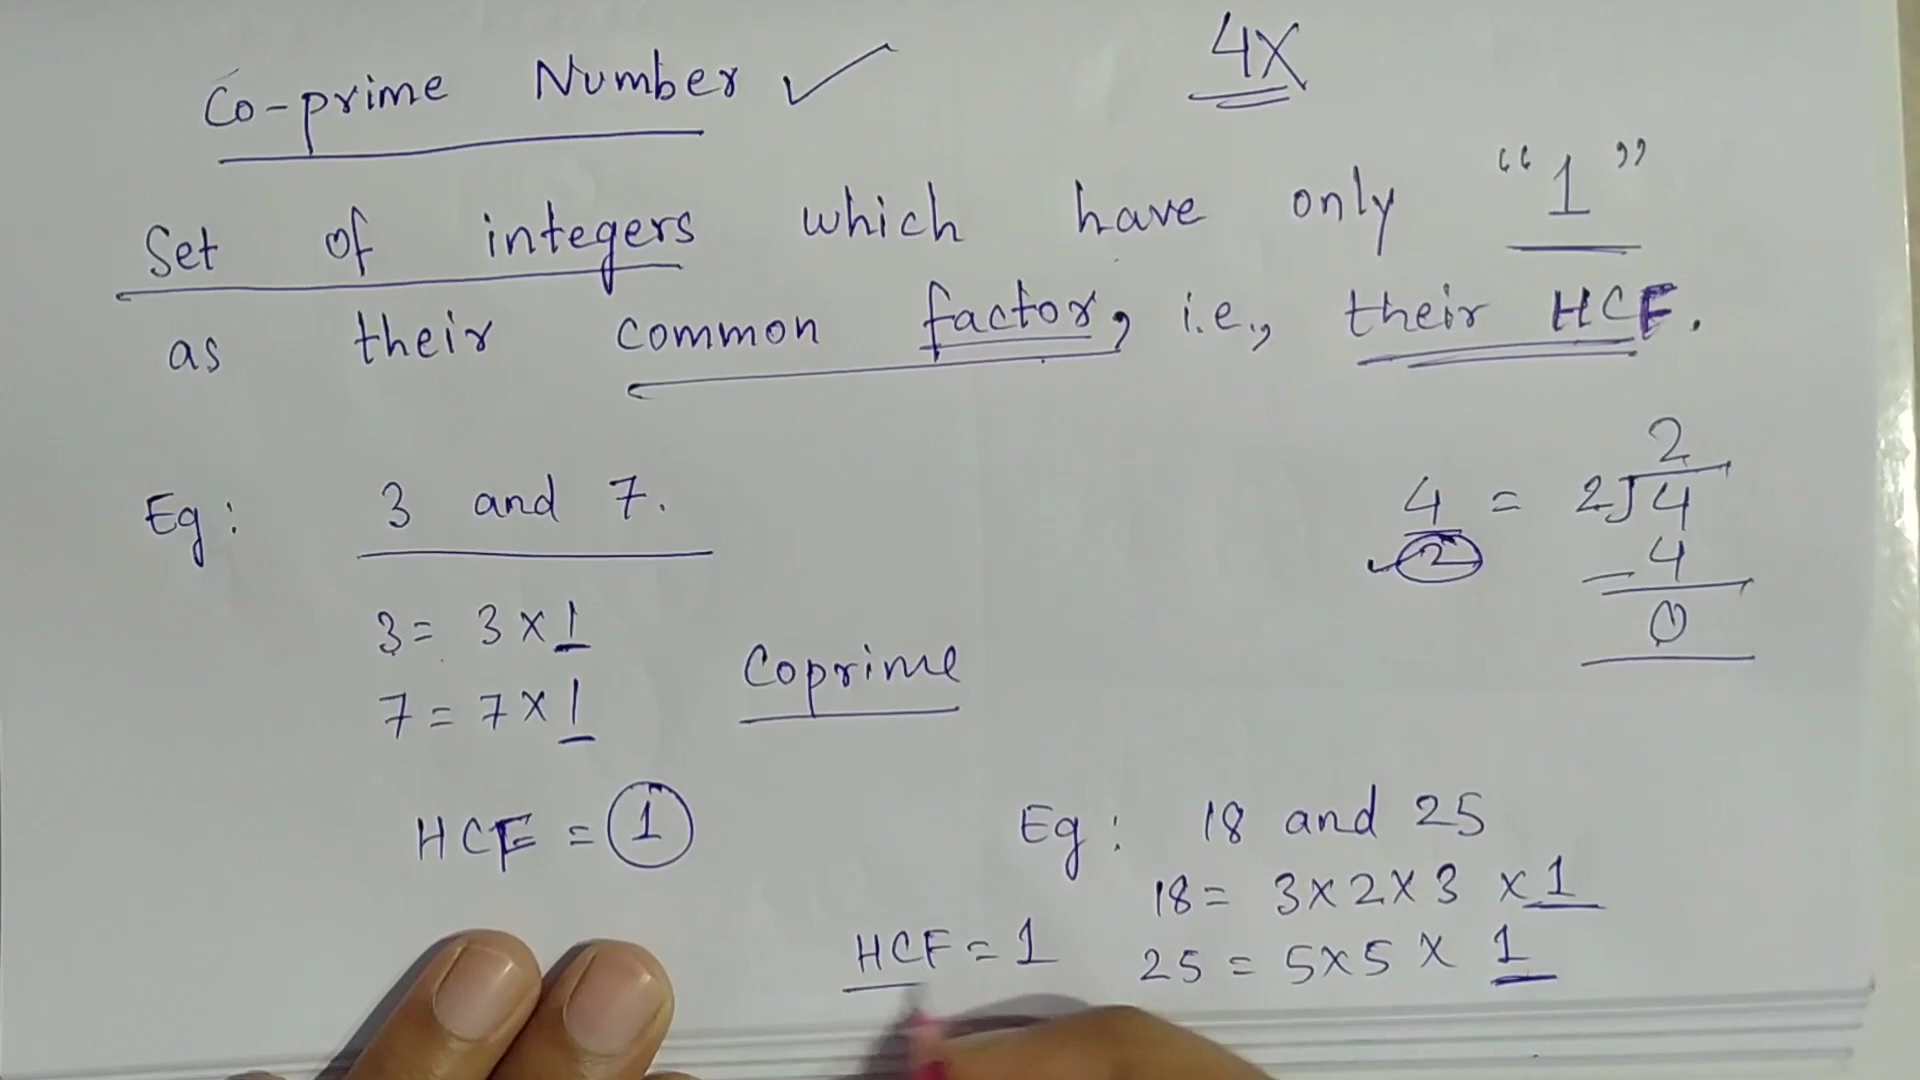 Co-prime Number ✓
4X
Set of integers which have only "1"
as their common factor, i.e., their HCF.
Eg: 3 and 7.
3 = 3 × 1
7 = 7 × 1
Coprime
HCF = 1
4/2 = 2)4
2
- 4
0
Eg: 18 and 25
18 = 3×2×3 × 1
25 = 5×5 × 1
HCF = 1